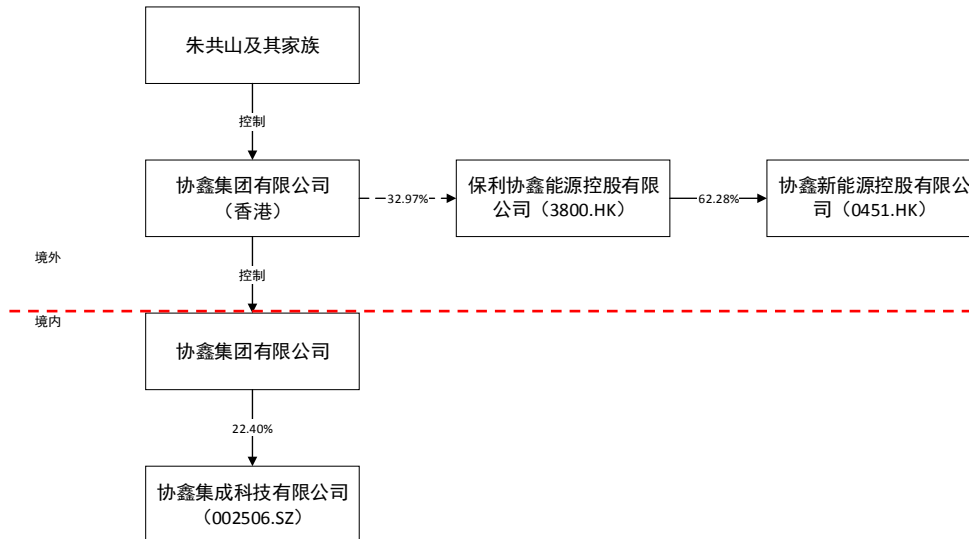 朱共山及其家族
控制
协鑫集团有限公司
（香港）
32.97%
保利协鑫能源控股有限
公司（3800.HK）
62.28%
协鑫新能源控股有限公
司（0451.HK）
境外
控制
境内
协鑫集团有限公司
22.40%
协鑫集成科技有限公司
（002506.SZ）